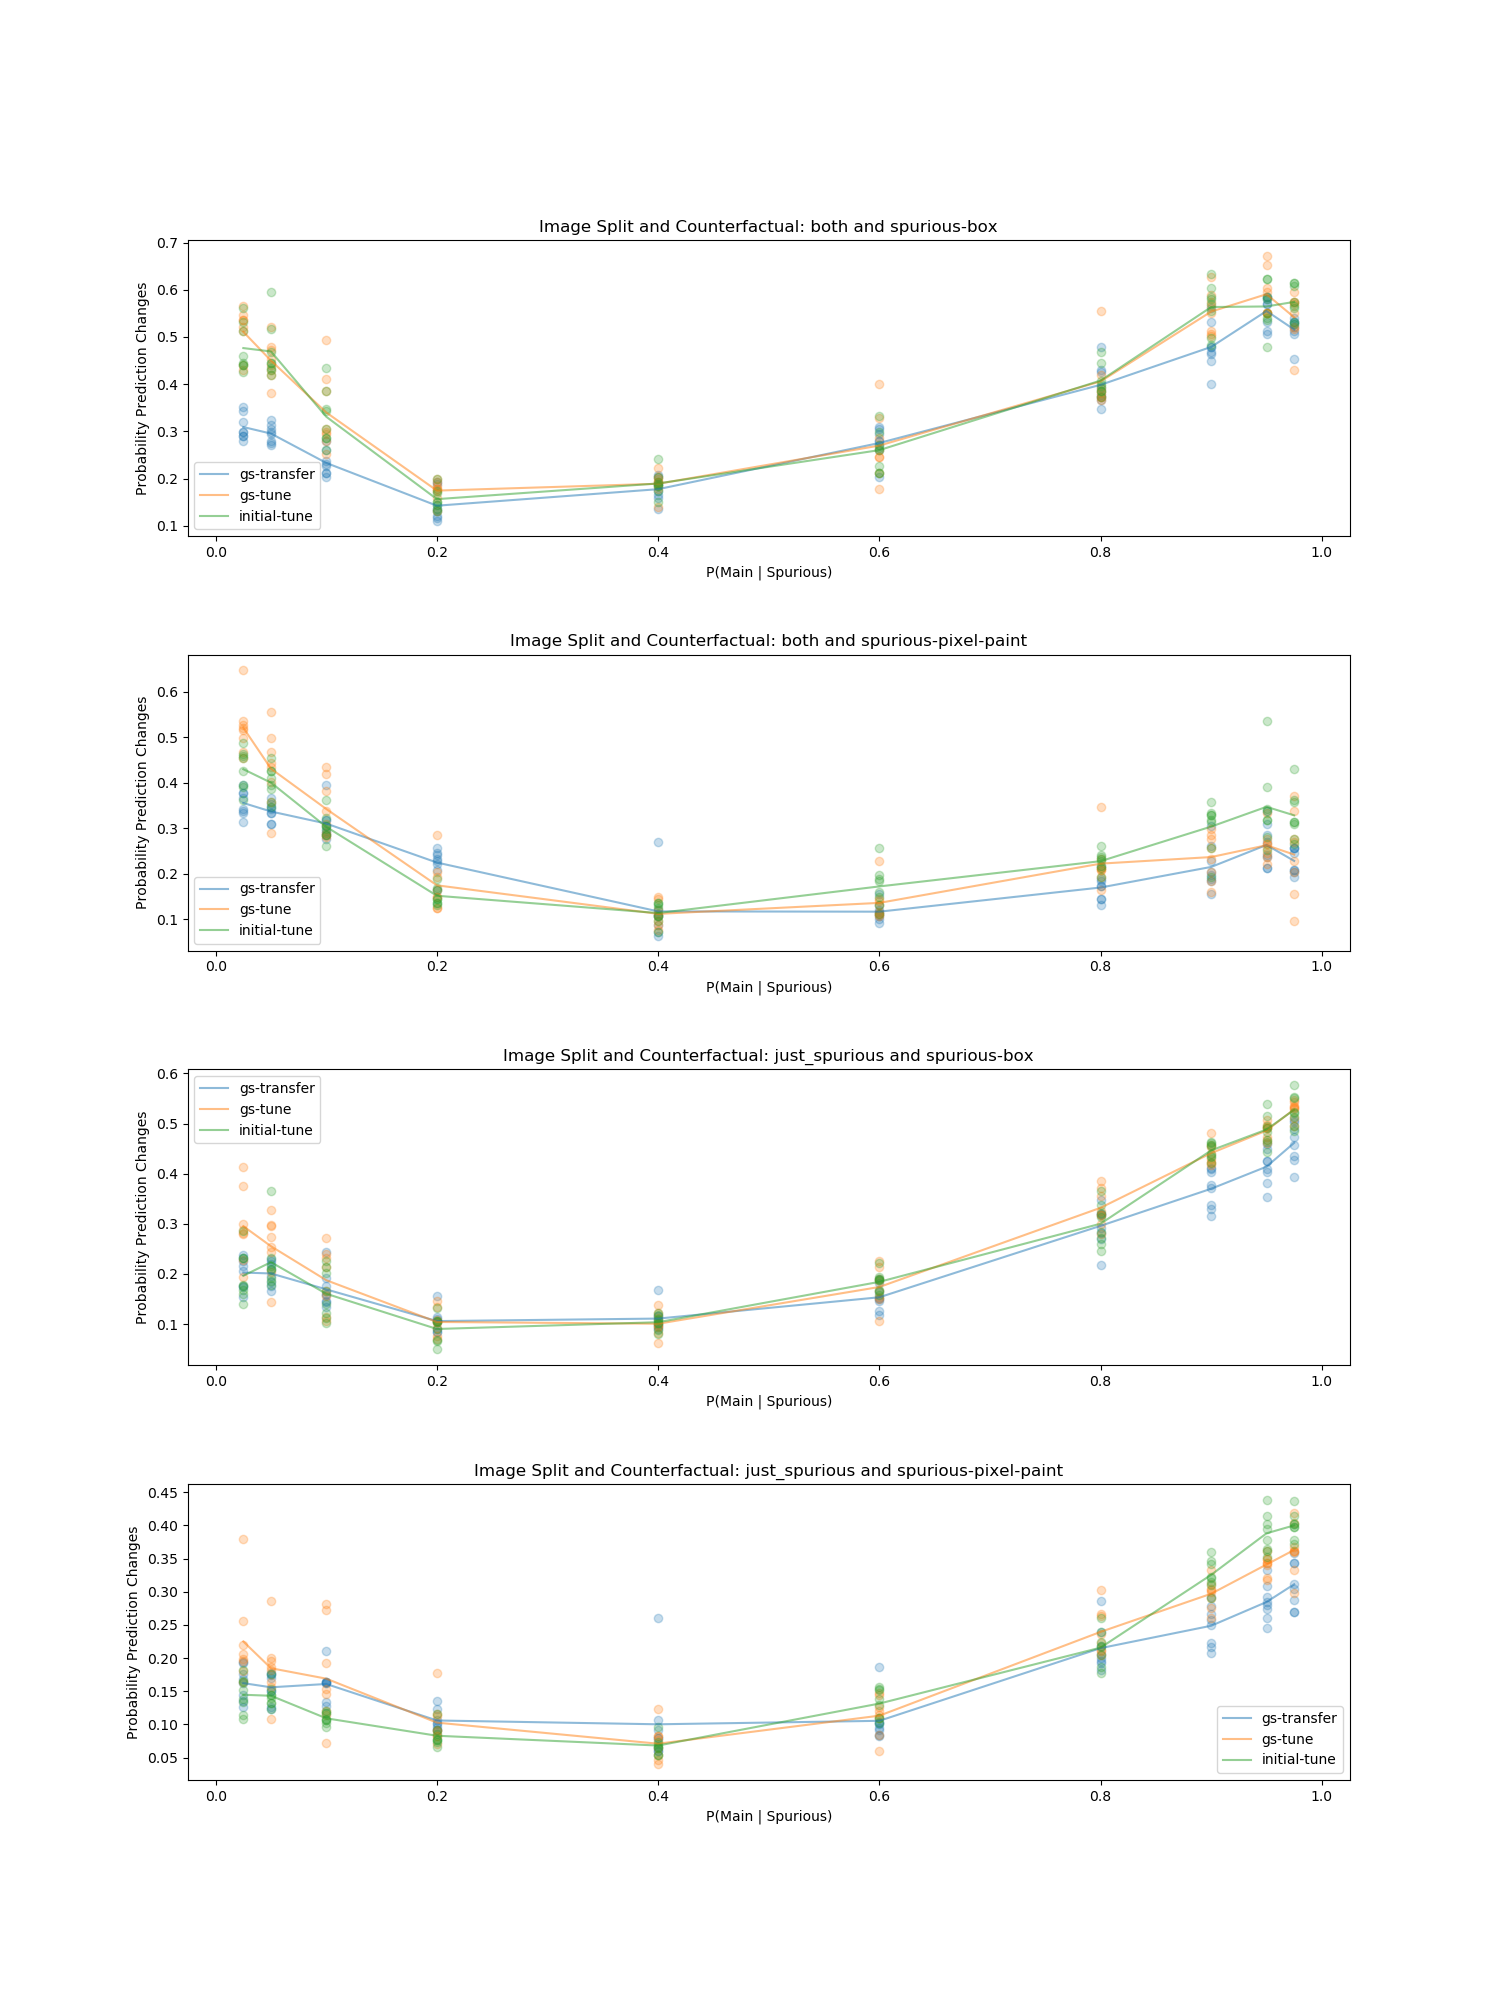 Image Split and Counterfactual: both and spurious-box
Probability Prediction Changes
0.7
0.6
0.5
0.4
0.3
0.2
0.1
gs-transfer
gs-tune
initial-tune
0.0 0.2 0.4 0.6 0.8 1.0
P(Main | Spurious)
Image Split and Counterfactual: both and spurious-pixel-paint
Probability Prediction Changes
0.6
0.5
0.4
0.3
0.2
0.1
gs-transfer
gs-tune
initial-tune
0.0 0.2 0.4 0.6 0.8 1.0
P(Main | Spurious)
Image Split and Counterfactual: just_spurious and spurious-box
Probability Prediction Changes
0.6
0.5
0.4
0.3
0.2
0.1
gs-transfer
gs-tune
initial-tune
0.0 0.2 0.4 0.6 0.8 1.0
P(Main | Spurious)
Image Split and Counterfactual: just_spurious and spurious-pixel-paint
Probability Prediction Changes
0.45
0.40
0.35
0.30
0.25
0.20
0.15
0.10
0.05
gs-transfer
gs-tune
initial-tune
0.0 0.2 0.4 0.6 0.8 1.0
P(Main | Spurious)